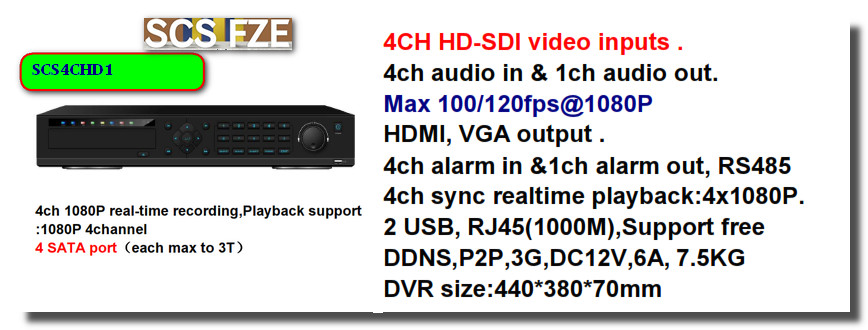 SCS FZE
SCS4CHD1
4ch 1080P real-time recording,Playback support
:1080P 4channel
4 SATA port（each max to 3T）
4CH HD-SDI video inputs .
4ch audio in & 1ch audio out.
Max 100/120fps@1080P
HDMI, VGA output .
4ch alarm in &1ch alarm out, RS485
4ch sync realtime playback:4x1080P.
2 USB, RJ45(1000M),Support free
DDNS,P2P,3G,DC12V,6A, 7.5KG
DVR size:440*380*70mm